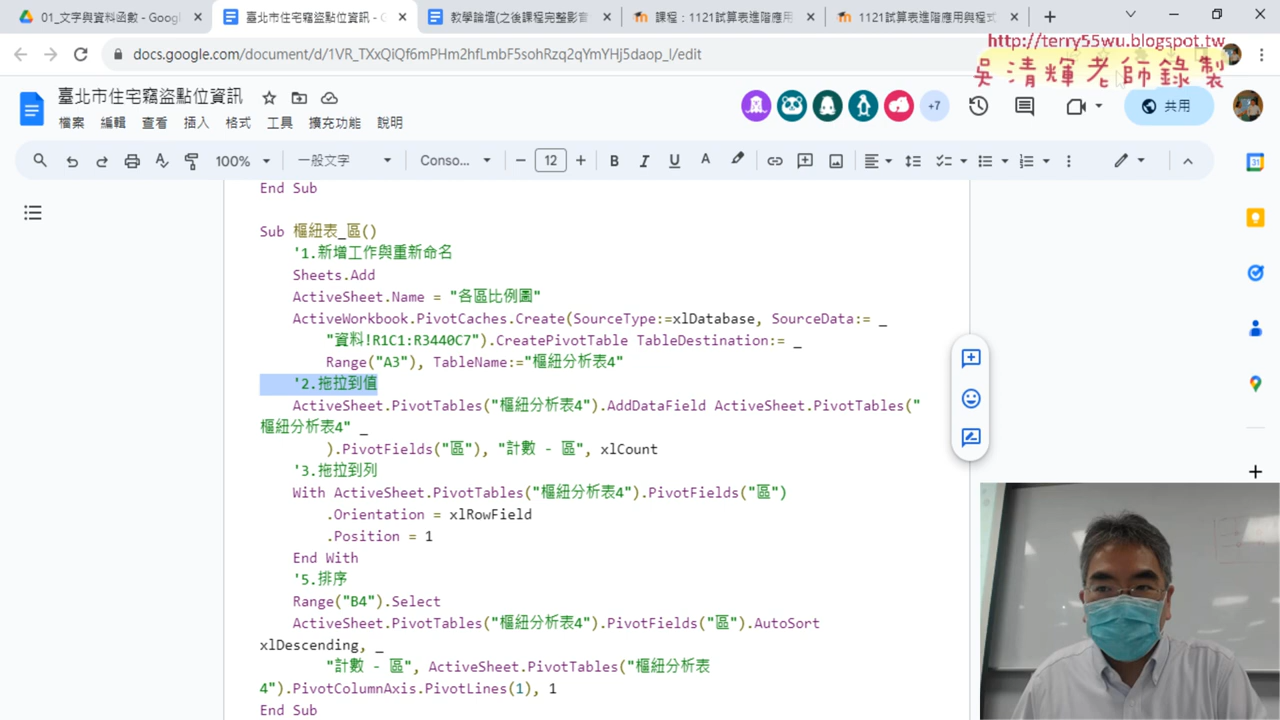 01_文字與資料函數 - Googl
臺北市住宅竊盜點位資訊 - G
教學論壇(之後課程完整影音
課程：1121試算表進階應用與
1121試算表進階應用與程式
docs.google.com/document/d/1VR_TXxQiQf6mPHm2hfLmbF5sohRzq2qYmYHj5daop_I/edit
http://terry55wu.blogspot.tw
吳清輝老師錄製
臺北市住宅竊盜點位資訊
檔案 編輯 查看 插入 格式 工具 擴充功能 說明
+7
共用
100% 一般文字 Conso... 12
End Sub
Sub 樞紐表_區()
'1.新增工作與重新命名
Sheets.Add
ActiveSheet.Name = "各區比例圖"
ActiveWorkbook.PivotCaches.Create(SourceType:=xlDatabase, SourceData:= _
"資料!R1C1:R3440C7").CreatePivotTable TableDestination:= _
Range("A3"), TableName:="樞紐分析表4"
'2.拖拉到值
ActiveSheet.PivotTables("樞紐分析表4").AddDataField ActiveSheet.PivotTables("
樞紐分析表4" _
).PivotFields("區"), "計數 - 區", xlCount
'3.拖拉到列
With ActiveSheet.PivotTables("樞紐分析表4").PivotFields("區")
.Orientation = xlRowField
.Position = 1
End With
'5.排序
Range("B4").Select
ActiveSheet.PivotTables("樞紐分析表4").PivotFields("區").AutoSort
xlDescending, _
"計數 - 區", ActiveSheet.PivotTables("樞紐分析表
4").PivotColumnAxis.PivotLines(1), 1
End Sub